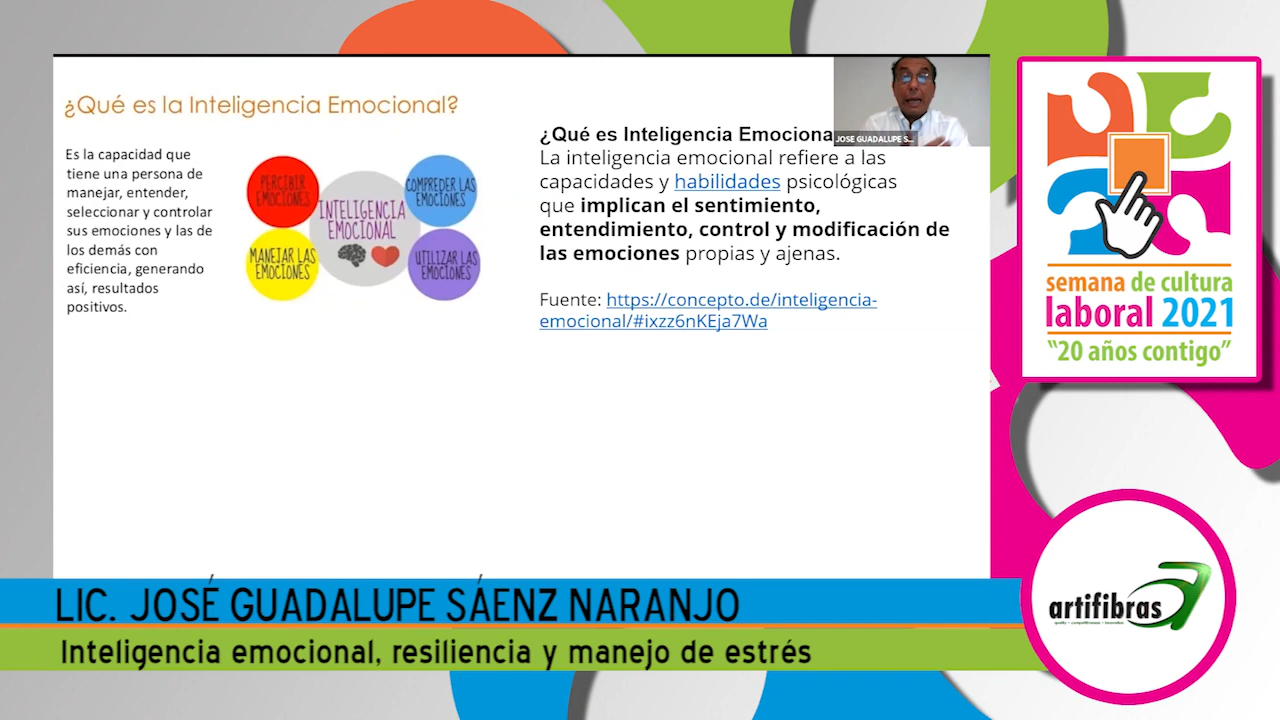 ¿Qué es la Inteligencia Emocional?
Es la capacidad que
tiene una persona de
manejar, entender,
seleccionar y controlar
sus emociones y las de
los demás con
eficiencia, generando
así, resultados
positivos.
PERCIBIR
EMOCIONES
COMPREDER LAS
EMOCIONES
INTELIGENCIA
EMOCIONAL
MANEJAR LAS
EMOCIONES
UTILIZAR LAS
EMOCIONES
¿Qué es Inteligencia Emociona
La inteligencia emocional refiere a las
capacidades y habilidades psicológicas
que implican el sentimiento,
entendimiento, control y modificación de
las emociones propias y ajenas.
Fuente: https://concepto.de/inteligencia-
emocional/#ixzz6nKEja7Wa
JOSE GUADALUPE S...
semana de cultura
laboral 2021
"20 años contigo"
LIC. JOSÉ GUADALUPE SÁENZ NARANJO
Inteligencia emocional, resiliencia y manejo de estrés
artifibras
quality • competitiveness • innovation